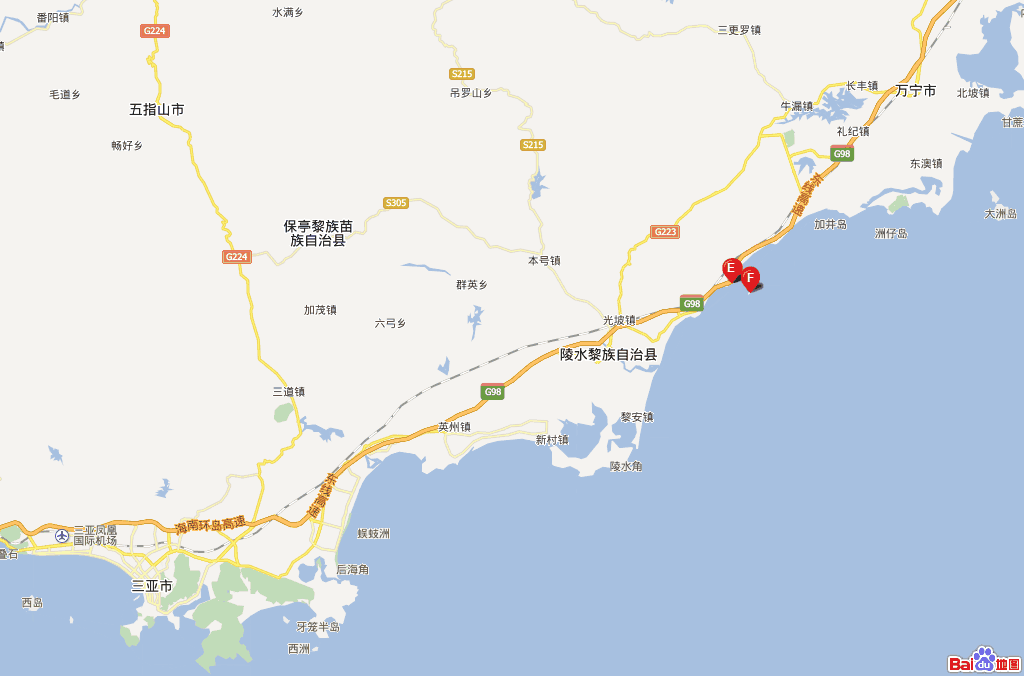 番阳镇
水满乡
G224
三更罗镇
镇
S215
吊罗山乡
毛道乡
五指山市
长丰镇
万宁市
北坡镇
牛漏镇
甘蔗
礼纪镇
畅好乡
S215
G98
东澳镇
东线高速
S305
大洲岛
加井岛
洲仔岛
保亭黎族苗
族自治县
G223
G224
本号镇
E
F
群英乡
加茂镇
六弓乡
G98
光坡镇
陵水黎族自治县
三道镇
G98
英州镇
黎安镇
新村镇
陵水角
东线高速
海南环岛高速
三亚凤凰
国际机场
蜈蚑洲
叠石
后海角
三亚市
西岛
牙笼半岛
西洲
Bai du 地图